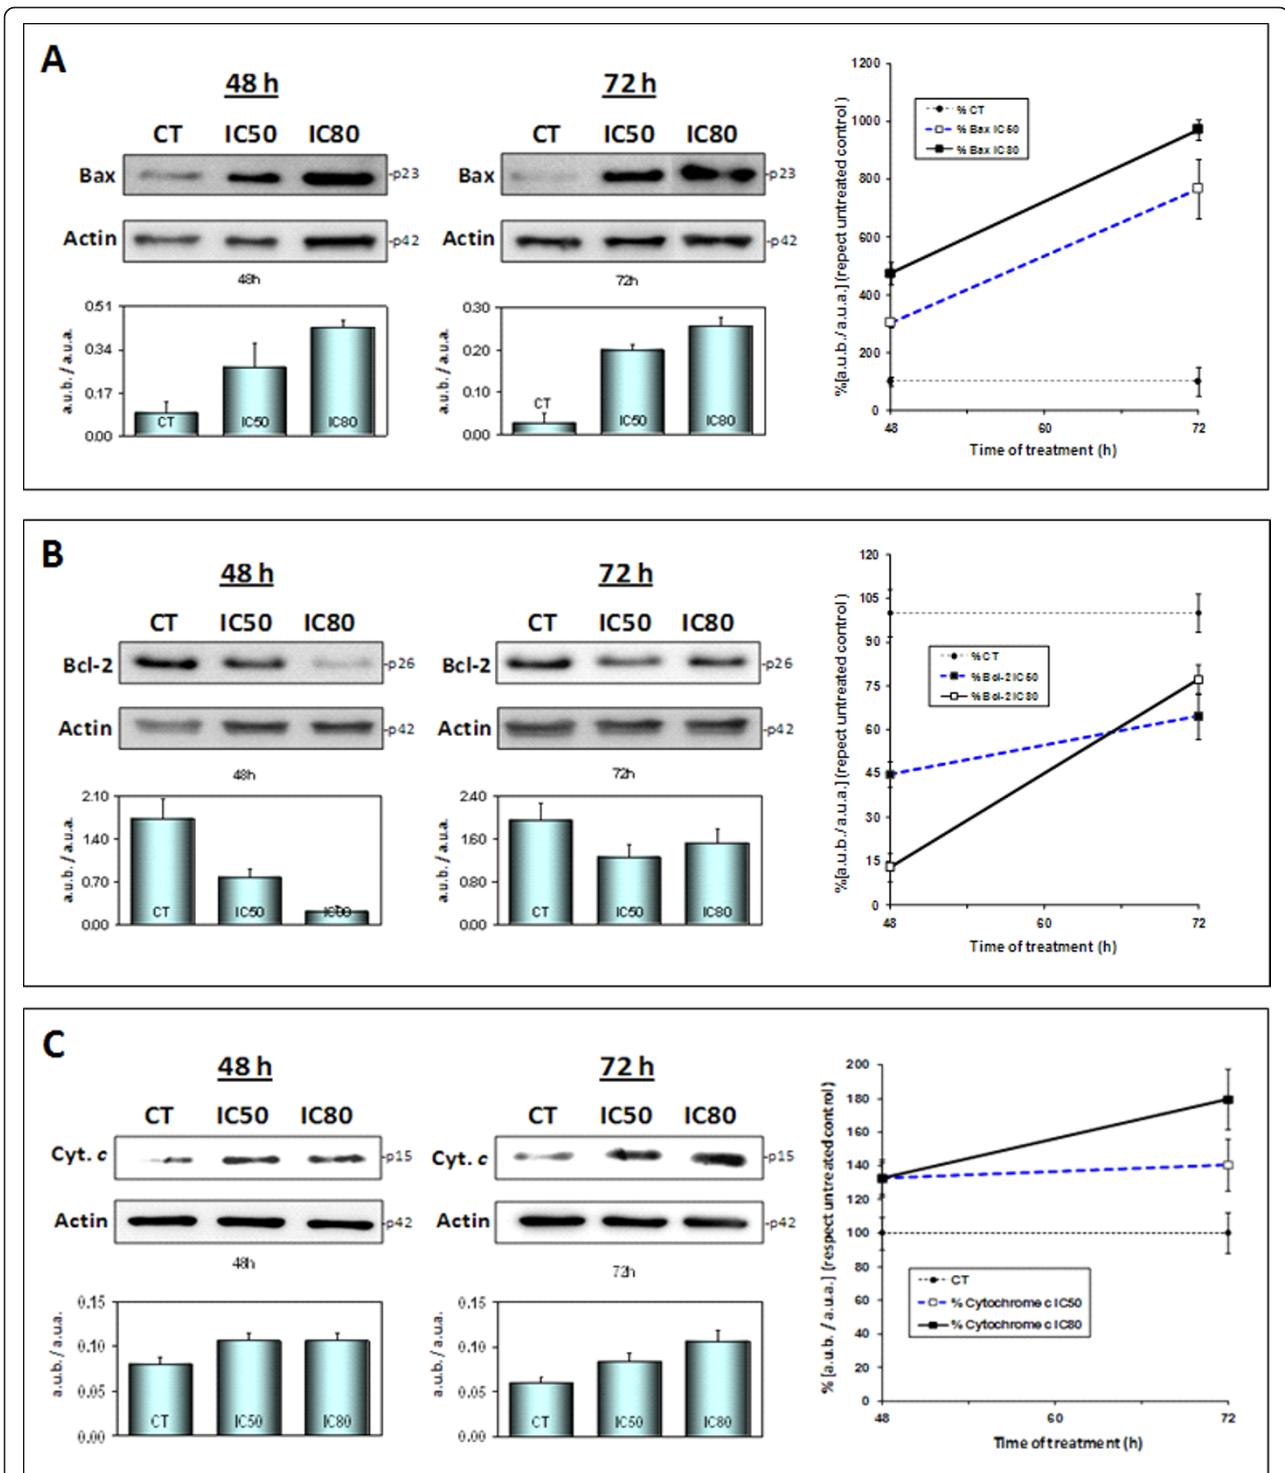 A
48 h
CT IC50 IC80
Bax -p23
Actin -p42
48h
0.51
0.34
0.17
0.00
a.u.b. / a.u.a.
CT IC50 IC80
72 h
CT IC50 IC80
Bax -p23
Actin -p42
72h
0.30
0.20
0.10
0.00
a.u.b. / a.u.a.
CT IC50 IC80
1200
1000
800
600
400
200
0
%[a.u.b./ a.u.a.] (repect untreated control )
% CT
% Bax IC50
% Bax IC80
48 60 72
Time of treatment (h)
B
48 h
CT IC50 IC80
Bcl-2 -p26
Actin -p42
48h
2.10
1.40
0.70
0.00
a.u.b. / a.u.a.
CT IC50 IC80
72 h
CT IC50 IC80
Bcl-2 -p26
Actin -p42
72h
2.40
1.60
0.80
0.00
a.u.b. / a.u.a.
CT IC50 IC80
120
105
90
75
60
45
30
15
0
%[a.u.b./ a.u.a.] (repect untreated control)
%CT
%Bcl-2 IC50
%Bcl-2 IC80
48 60 72
Time of treatment (h)
C
48 h
CT IC50 IC80
Cyt. c -p15
Actin -p42
48h
0.15
0.10
0.05
0.00
a.u.b. / a.u.a.
CT IC50 IC80
72 h
CT IC50 IC80
Cyt. c -p15
Actin -p42
72h
0.15
0.10
0.05
0.00
a.u.b. / a.u.a.
CT IC50 IC80
200
180
160
140
120
100
80
60
40
20
0
% [a.u.b. / a.u.a.] (respect untreated control)
CT
% Cytochrome c IC50
% Cytochrome c IC80
48 60 72
Time of treatment (h)